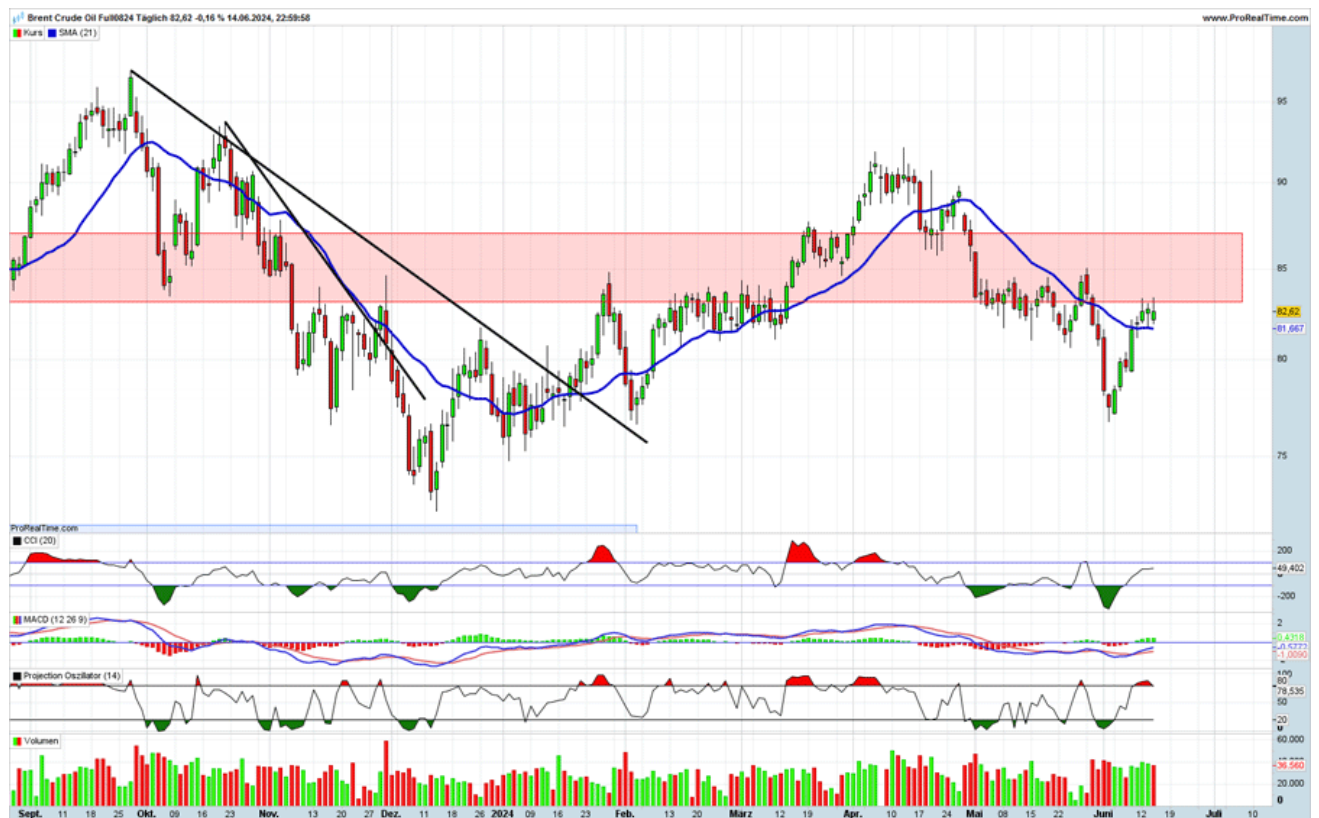 Brent Crude Oil Full0824 Täglich 82,62 -0,16 % 14.06.2024, 22:59:58 www.ProRealTime.com
Kurs SMA (21)
95
90
85
82,62
81,667
80
75
ProRealTime.com
CCI (20)
200
49,402
-200
MACD (12 26 9)
2
0,4318
-0,5772
-1,0090
Projection Oszillator (14)
80
78,535
50
20
0
Volumen
60.000
36.560
20.000
0
Sept. 11 18 25 Okt. 09 16 23 Nov. 13 20 27 Dez. 11 18 26 2024 09 16 Feb. 13 20 März 12 19 Apr. 10 17 22 Mai 08 15 22 Juni 12 19 Juli 10